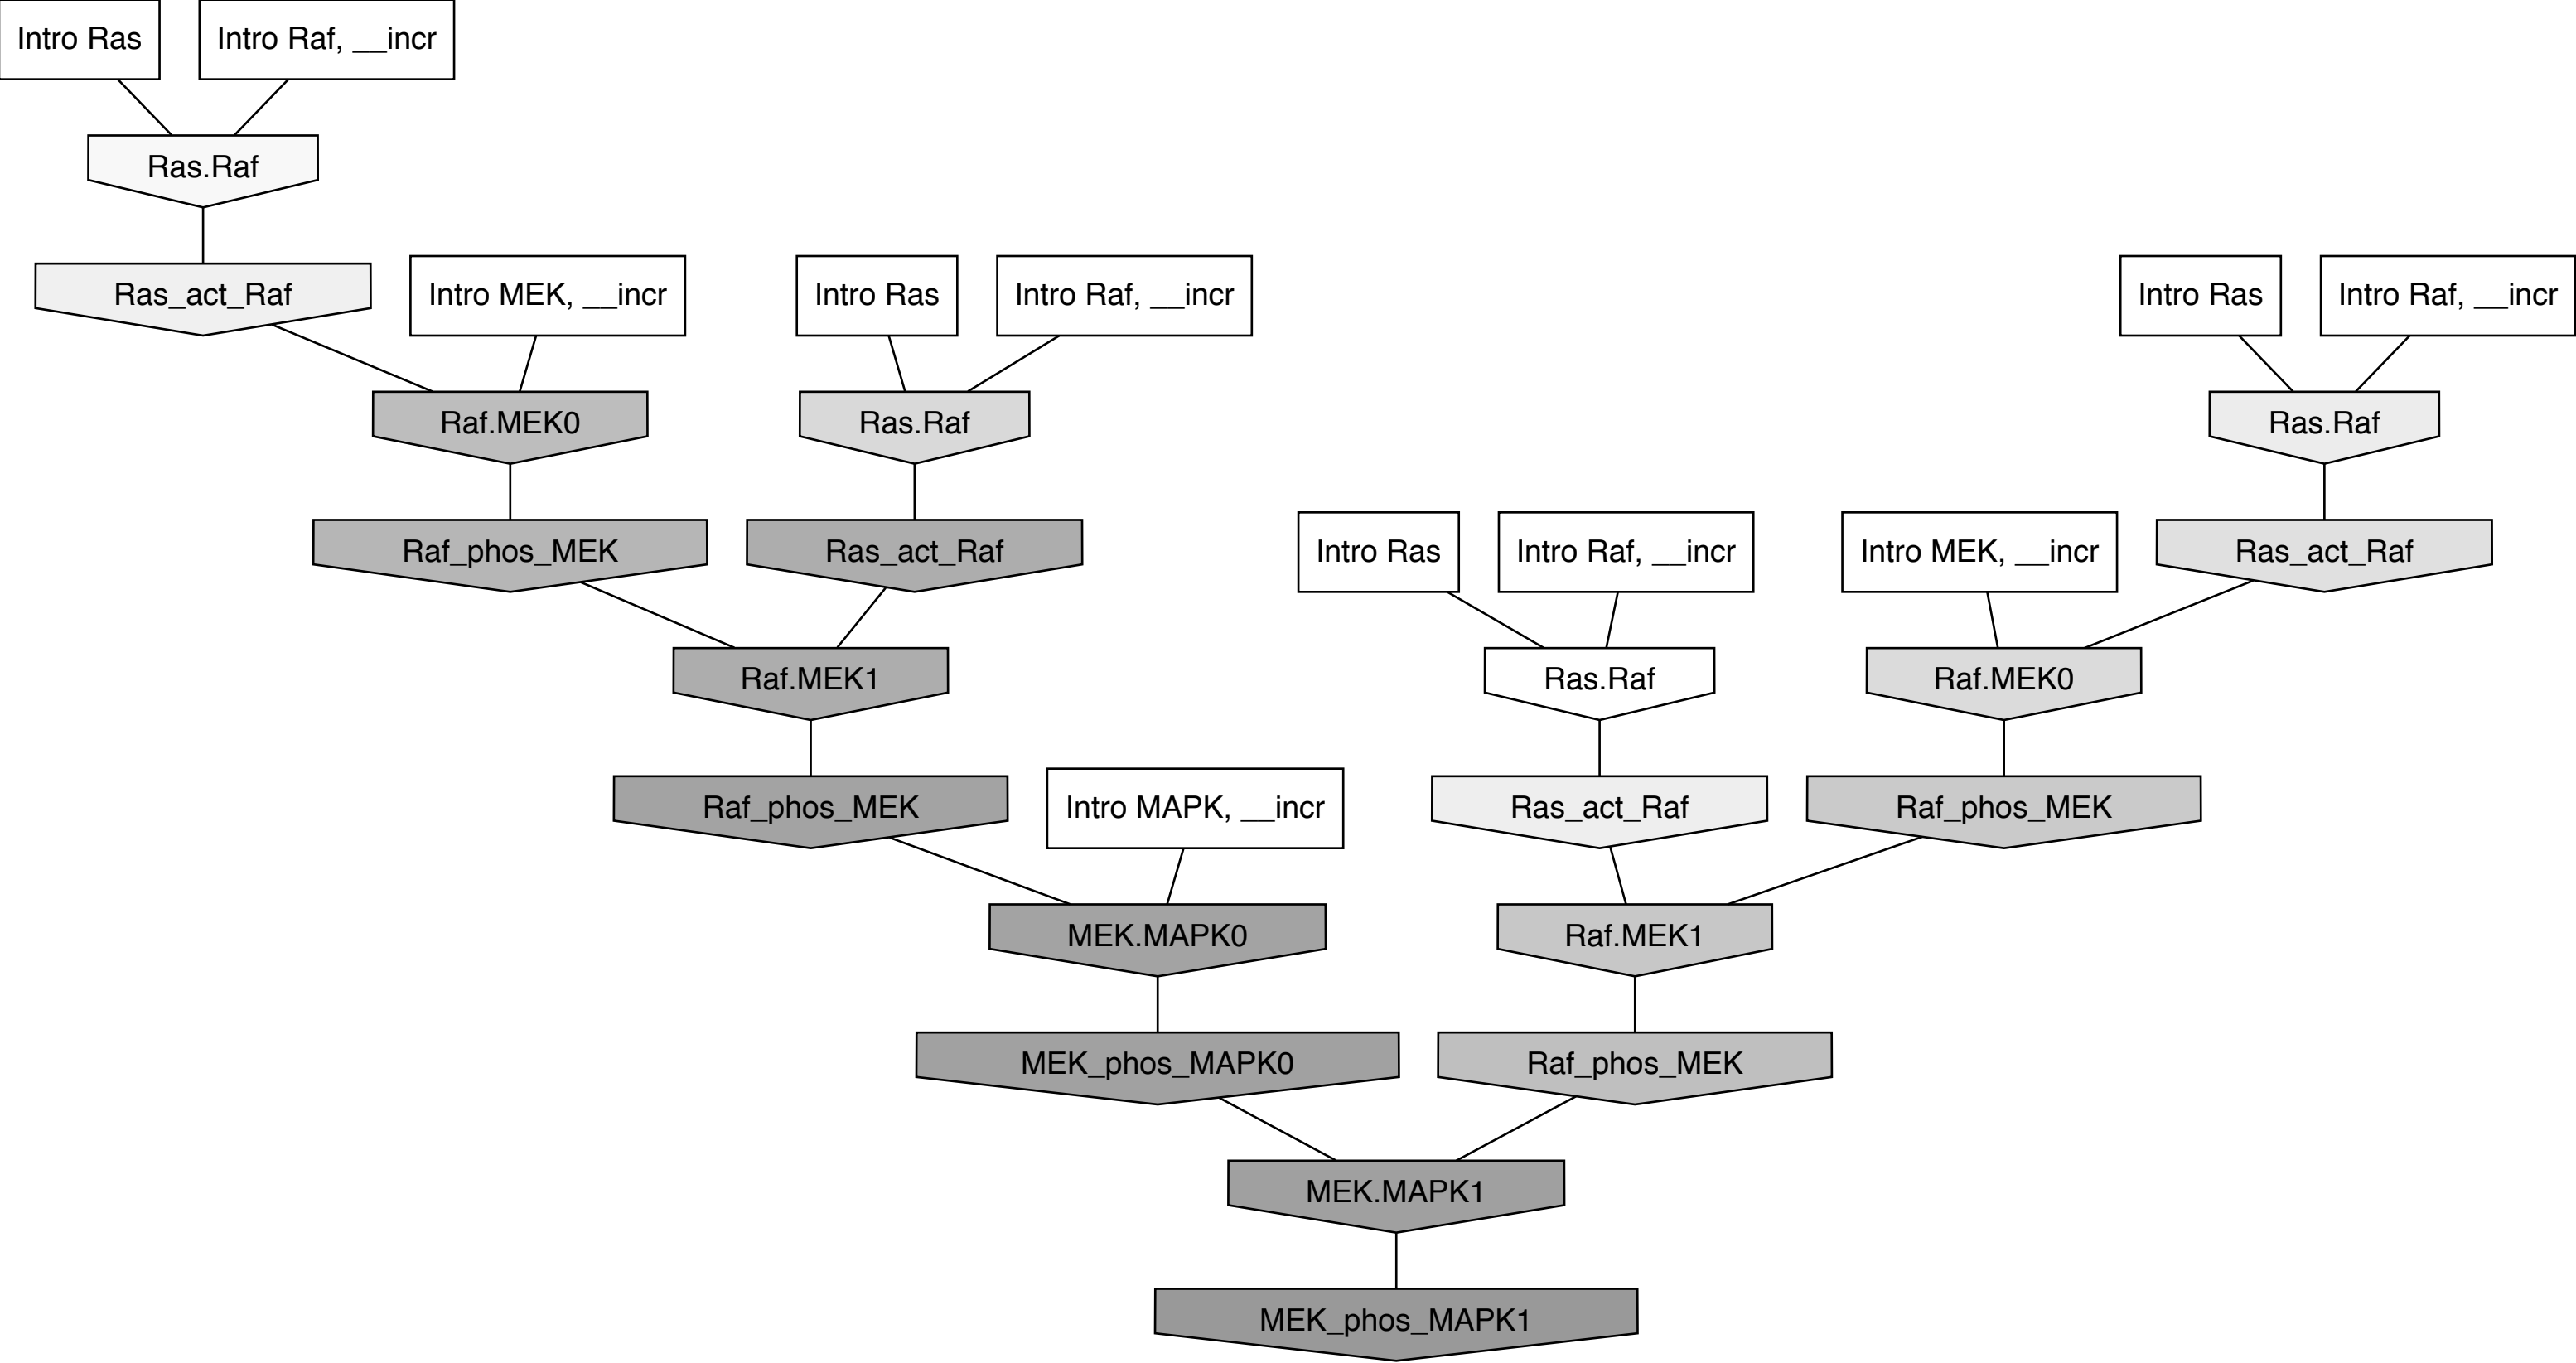 Intro Ras
Intro Raf, __incr
Ras.Raf
Ras_act_Raf
Intro MEK, __incr
Intro Ras
Intro Raf, __incr
Intro Ras
Intro Raf, __incr
Raf.MEK0
Ras.Raf
Ras.Raf
Raf_phos_MEK
Ras_act_Raf
Intro Ras
Intro Raf, __incr
Intro MEK, __incr
Ras_act_Raf
Raf.MEK1
Ras.Raf
Raf.MEK0
Raf_phos_MEK
Intro MAPK, __incr
Ras_act_Raf
Raf_phos_MEK
MEK.MAPK0
Raf.MEK1
MEK_phos_MAPK0
Raf_phos_MEK
MEK.MAPK1
MEK_phos_MAPK1